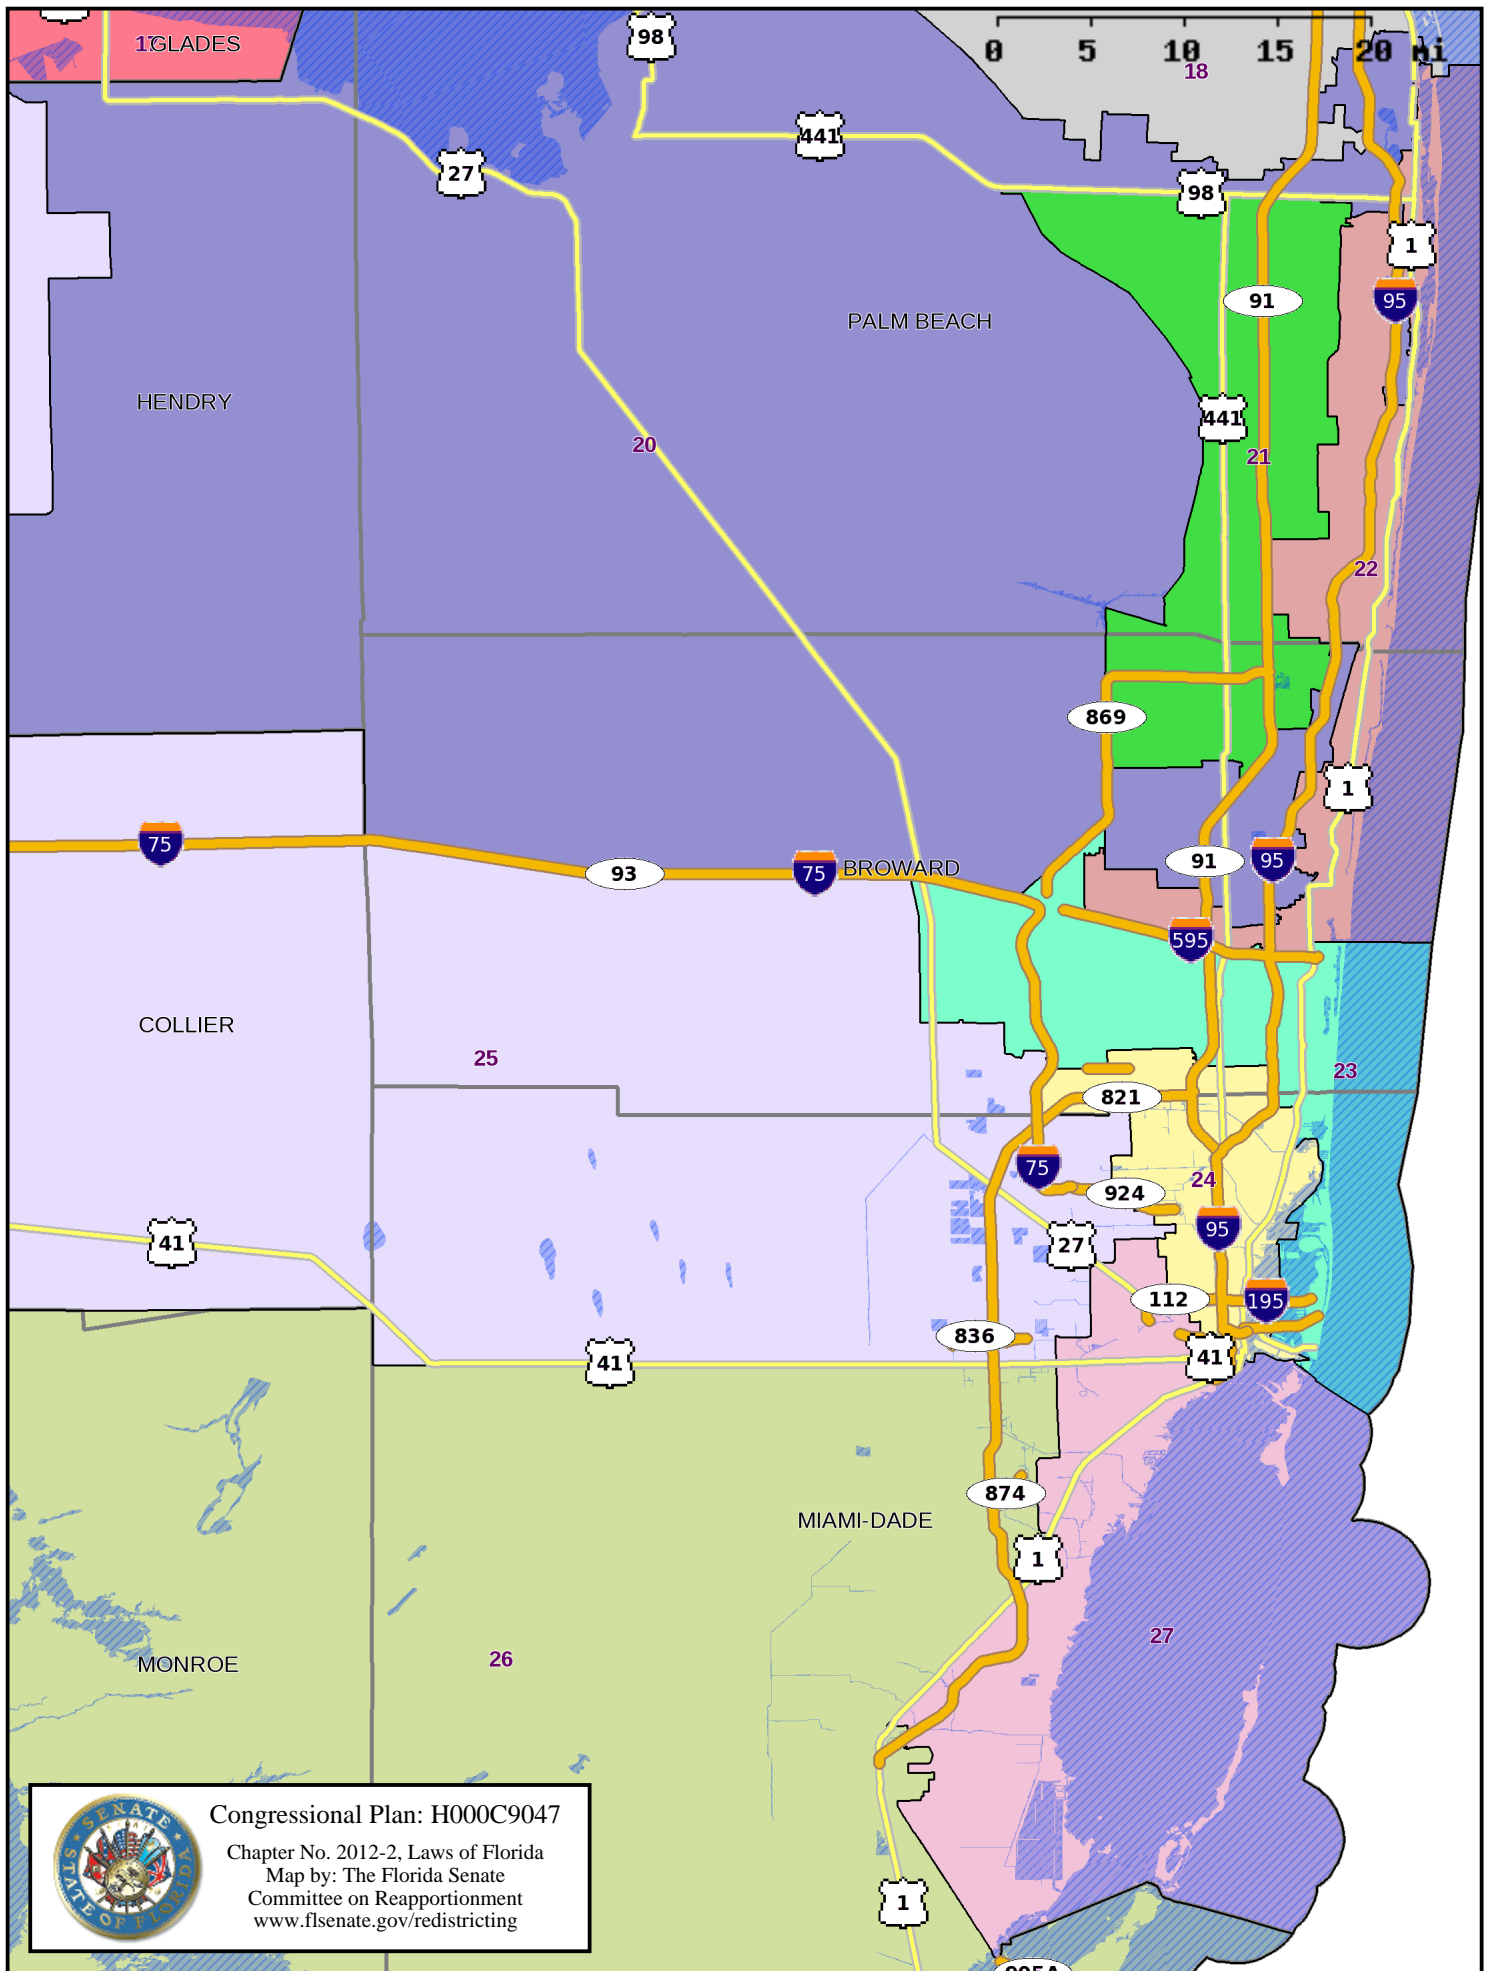 0 5 10 15 20 mi
17
GLADES
98
18
441
27
98
1
91
95
PALM BEACH
HENDRY
441
20
21
22
869
1
75
93
75
BROWARD
91
95
595
COLLIER
25
23
821
75
924
24
95
41
27
112
195
836
41
41
874
MIAMI-DADE
1
27
MONROE
26
SENATE
STATE OF FLORIDA
Congressional Plan: H000C9047
Chapter No. 2012-2, Laws of Florida
Map by: The Florida Senate
Committee on Reapportionment
www.flsenate.gov/redistricting
1
905A